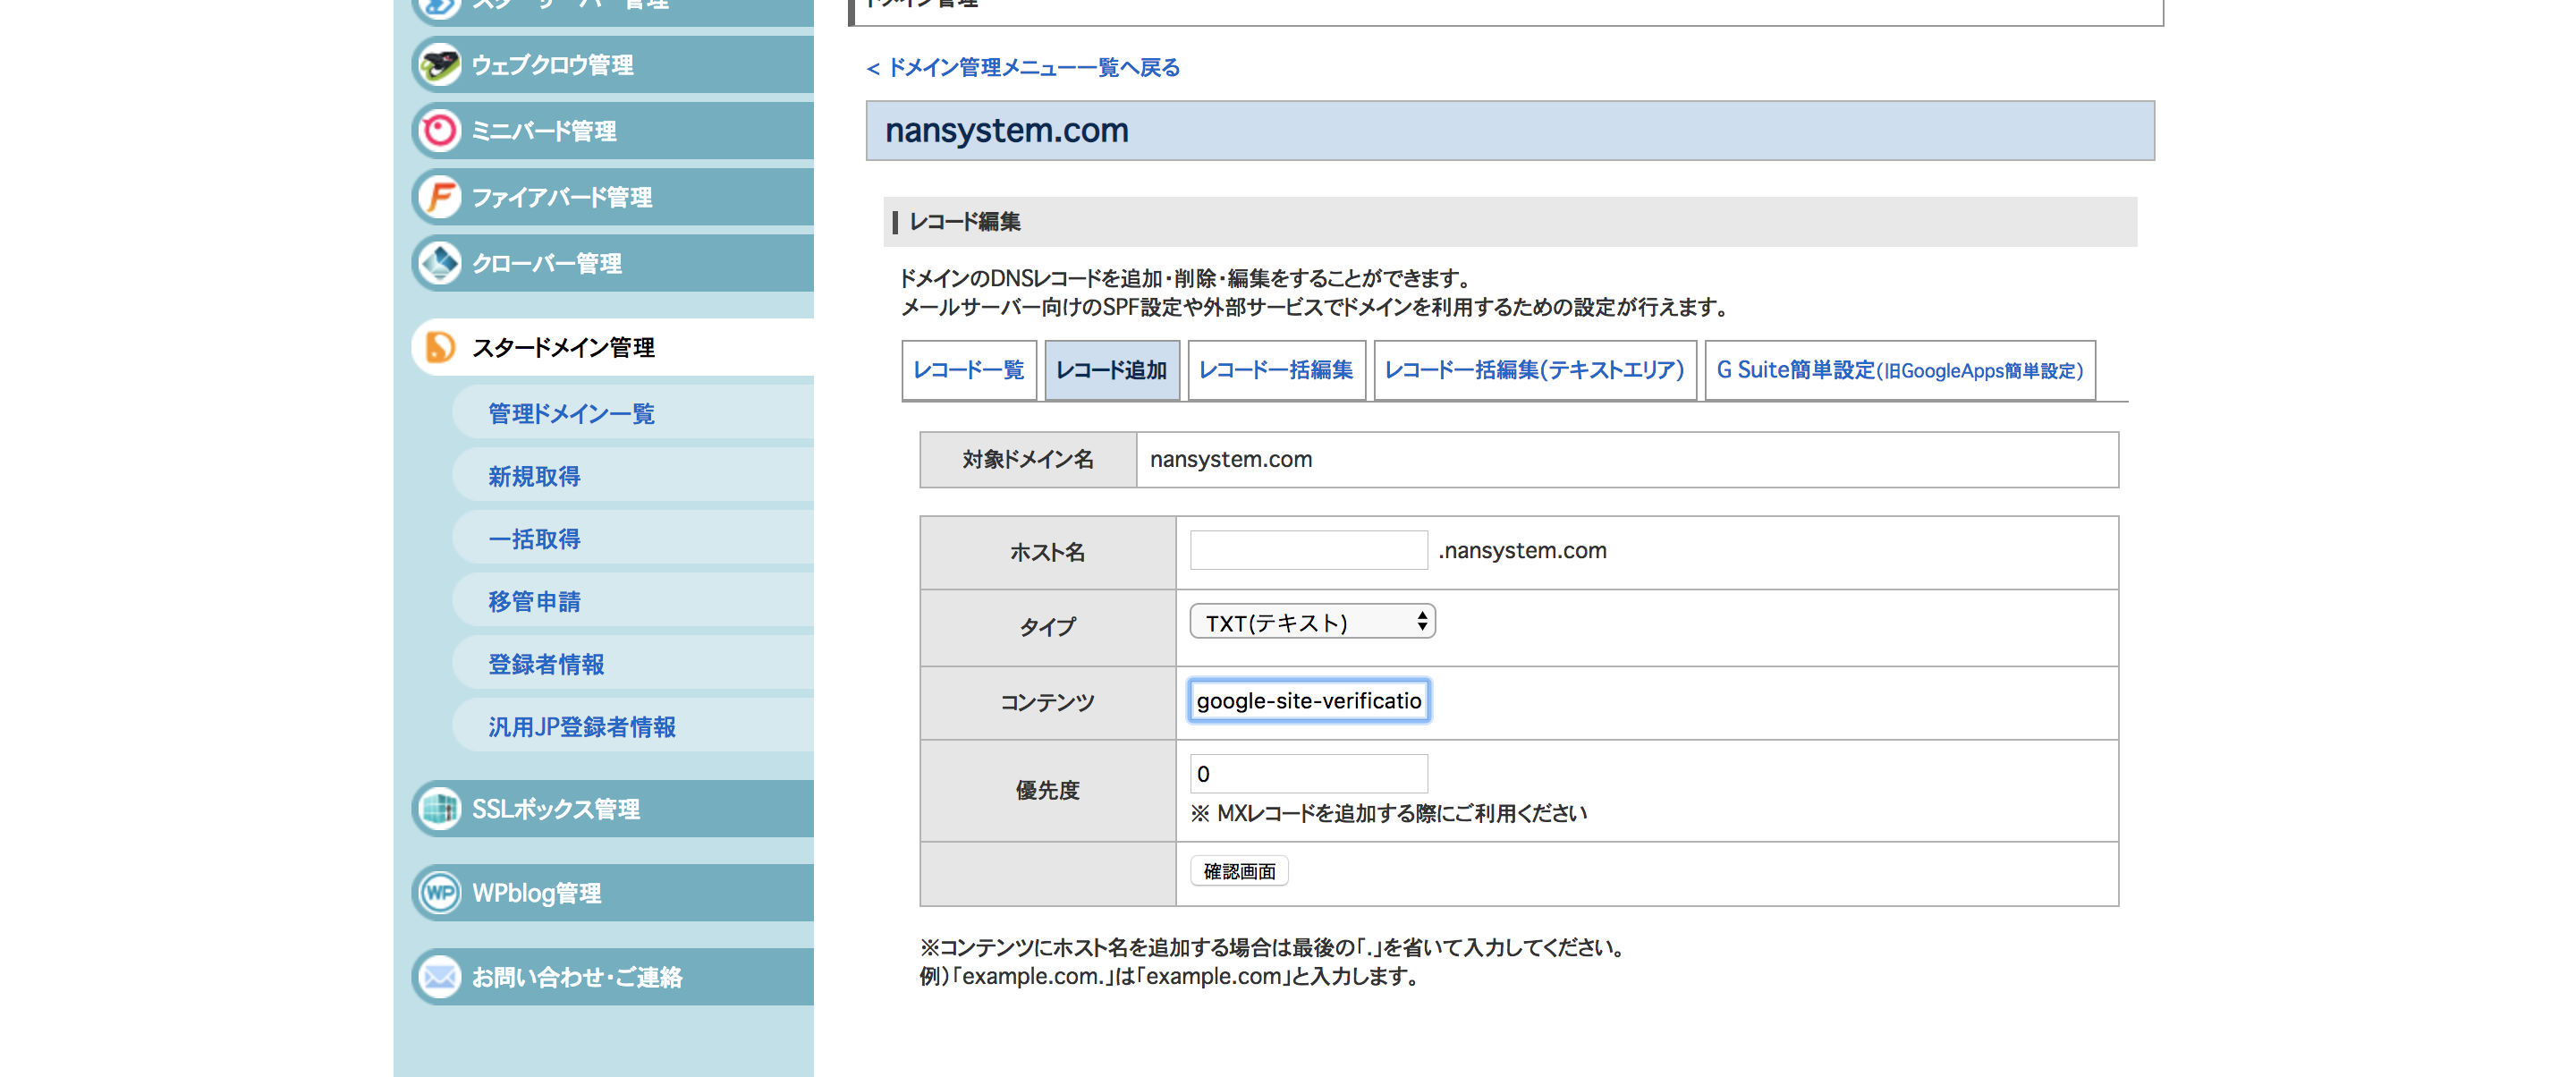 スターサーバー管理
ウェブクロウ管理
ミニバード管理
ファイアバード管理
クローバー管理
スタードメイン管理
管理ドメイン一覧
新規取得
一括取得
移管申請
登録者情報
汎用JP登録者情報
SSLボックス管理
WP
WPblog管理
お問い合わせ・ご連絡
ドメイン管理
< ドメイン管理メニュー一覧へ戻る
nansystem.com
レコード編集
ドメインのDNSレコードを追加・削除・編集をすることができます。
メールサーバー向けのSPF設定や外部サービスでドメインを利用するための設定が行えます。
レコード一覧
レコード追加
レコード一括編集
レコード一括編集(テキストエリア)
G Suite簡単設定(旧GoogleApps簡単設定)
対象ドメイン名 nansystem.com
ホスト名 .nansystem.com
タイプ TXT(テキスト)
コンテンツ google-site-verificatio
優先度 0
※ MXレコードを追加する際にご利用ください
確認画面
※コンテンツにホスト名を追加する場合は最後の「.」を省いて入力してください。
例)「example.com.」は「example.com」と入力します。